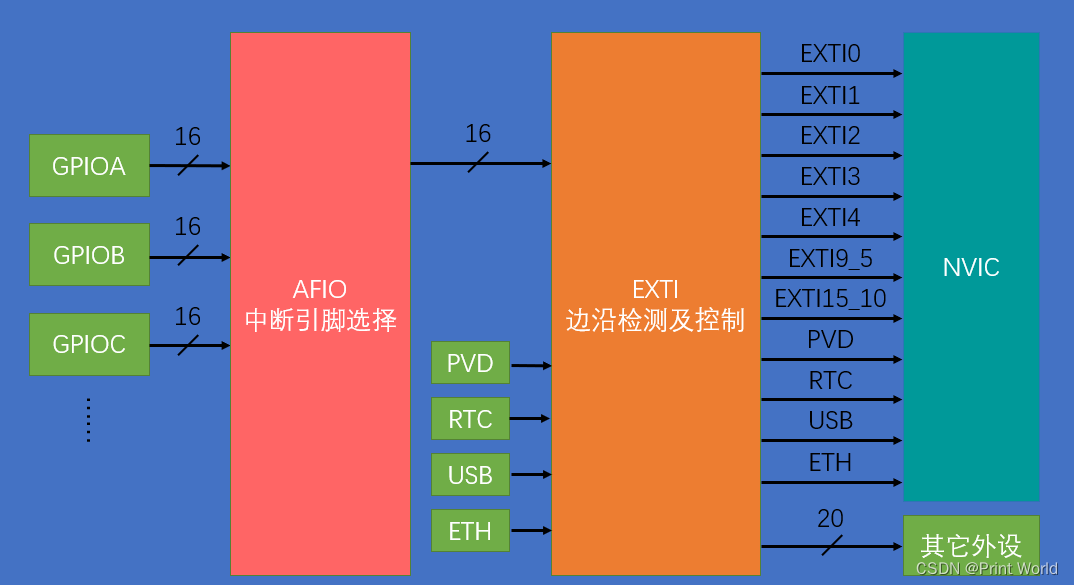 GPIOA
16
GPIOB
16
GPIOC
16
AFIO
中断引脚选择
16
PVD
RTC
USB
ETH
EXTI
边沿检测及控制
EXTI0
EXTI1
EXTI2
EXTI3
EXTI4
EXTI9_5
EXTI15_10
PVD
RTC
USB
ETH
20
NVIC
其它外设
CSDN @Print World